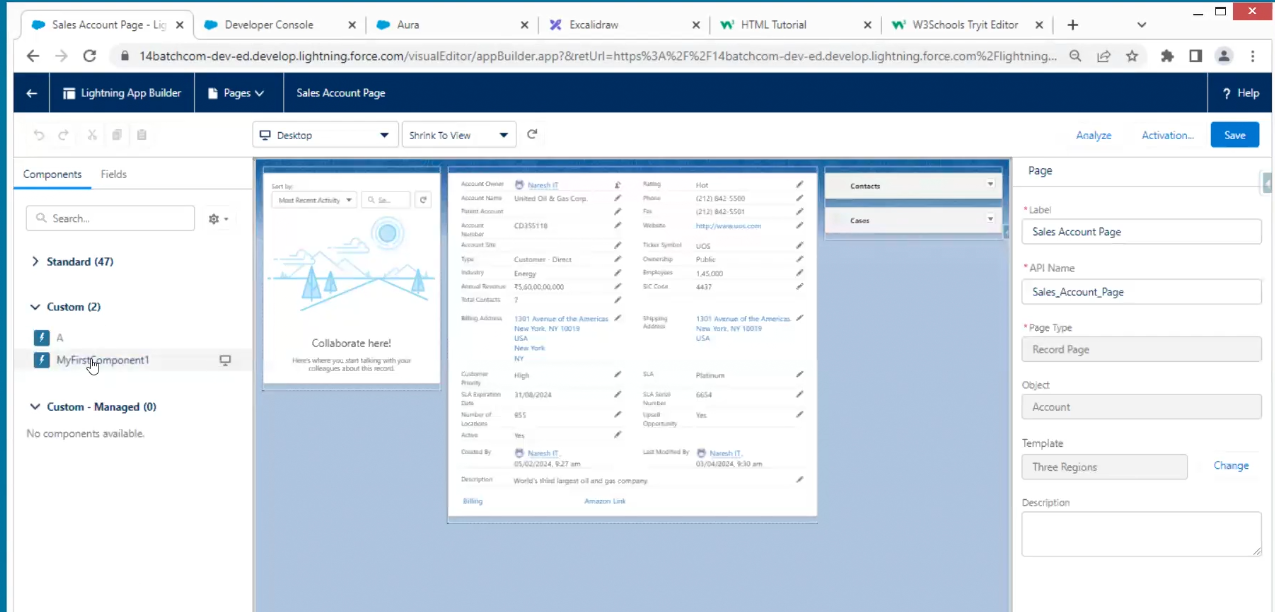 Sales Account Page - Lig
Developer Console
Aura
Excalidraw
HTML Tutorial
W3Schools Tryit Editor
14batchcom-dev-ed.develop.lightning.force.com/visualEditor/appBuilder.app?&retUrl=https%3A%2F%2F14batchcom-dev-ed.develop.lightning.force.com%2Flightning...
Lightning App Builder
Pages
Sales Account Page
? Help
Desktop
Shrink To View
Analyze
Activation...
Save
Components
Fields
Search...
Standard (47)
Custom (2)
A
MyFirstComponent1
Custom - Managed (0)
No components available.
Sort by:
Most Recent Activity
Se...
Collaborate here!
Here's where you start talking with your
colleagues about this record.
Account Owner
Naresh IT
Rating
Hot
Account Name
United Oil & Gas Corp.
Phone
(212) 842-5500
Parent Account
Fax
(212) 842-5501
Account
Number
CD355118
Website
http://www.uos.com
Account Site
Ticker Symbol
UOS
Type
Customer - Direct
Ownership
Public
Industry
Energy
Employees
1,45,000
Annual Revenue
₹5,60,00,00,000
SIC Code
4437
Total Contacts
7
Billing Address
1301 Avenue of the Americas
New York, NY 10019
USA
New York
NY
Shipping
Address
1301 Avenue of the Americas
New York, NY 10019
USA
Customer
Priority
High
SLA
Platinum
SLA Expiration
Date
31/08/2024
SLA Serial
Number
6654
Number of
Locations
955
Upsell
Opportunity
Yes
Active
Yes
Created By
Naresh IT,
05/02/2024, 9:27 am
Last Modified By
Naresh IT,
03/04/2024, 9:30 am
Description
World's third largest oil and gas company.
Billing
Amazon Link
Contacts
Cases
Page
* Label
Sales Account Page
* API Name
Sales_Account_Page
* Page Type
Record Page
Object
Account
Template
Three Regions
Change
Description